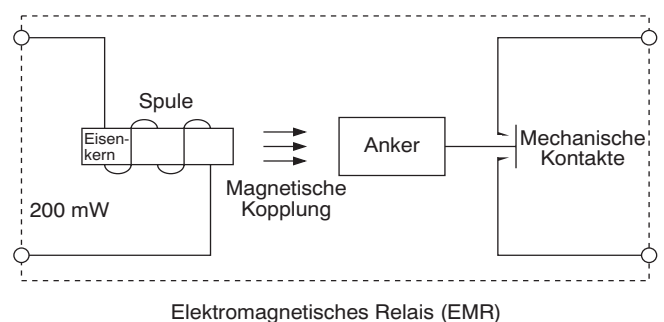 Spule
Eisen-
kern
Anker
Mechanische
Kontakte
Magnetische
Kopplung
200 mW
Elektromagnetisches Relais (EMR)